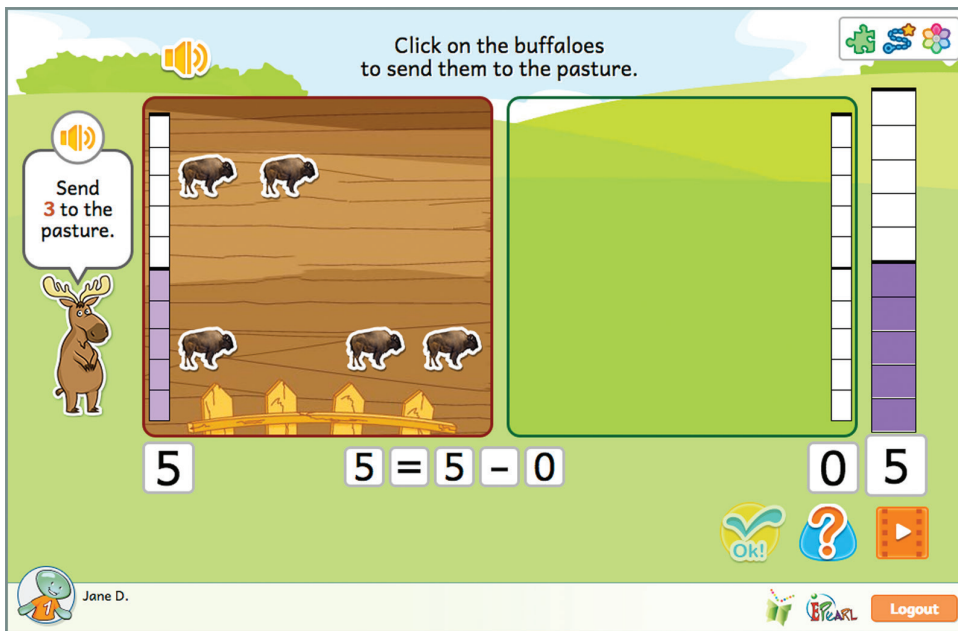 Click on the buffaloes
to send them to the pasture.
Send
3 to the
pasture.
5
5 = 5 – 0
0
5
Ok!
?
1
Jane D.
EPEARL
Logout